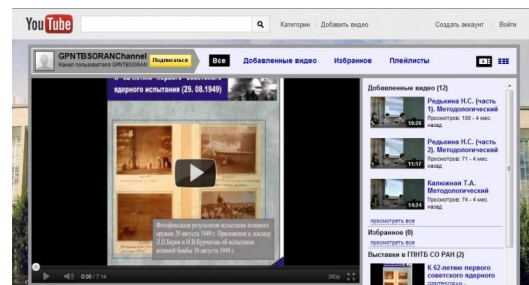 YouTube
Категории
Добавить видео
Создать аккаунт
Войти
GPNTBSORANChannel
Канал пользователя GPNTBSORAN
Подписаться
Все
Добавленные видео
Избранное
Плейлисты
ядерного испытания (29. 08.1949)
Фотофиксация результатов испытания атомного
оружия 29 августа 1949 г. Приложение к докладу
Л.П.Берии и И.В.Курчатова об испытании
атомной бомбы 30 августа 1949 г.
0:00 / 7:14
360p
Добавленные видео (12)
10:26
Редькина Н.С. (часть
1). Методологический
Просмотров: 100 - 4 мес.
назад
11:17
Редькина Н.С. (часть
2). Методологический
Просмотров: 71 - 4 мес.
назад
14:24
Калюжная Т.А.
Методологический
Просмотров: 74 - 4 мес.
назад
просмотреть все
Избранное (0)
просмотреть все
Выставки в ГПНТБ СО РАН (2)
К 62-летию первого
советского ядерного
GPNTBSORAN -